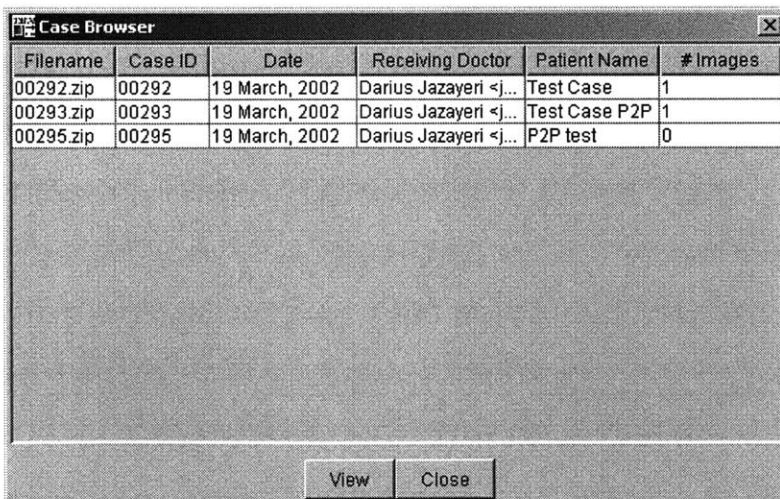 Case Browser
Filename Case ID Date Receiving Doctor Patient Name # Images
00292.zip 00292 19 March, 2002 Darius Jazayeri <j... Test Case 1
00293.zip 00293 19 March, 2002 Darius Jazayeri <j... Test Case P2P 1
00295.zip 00295 19 March, 2002 Darius Jazayeri <j... P2P test 0
View Close